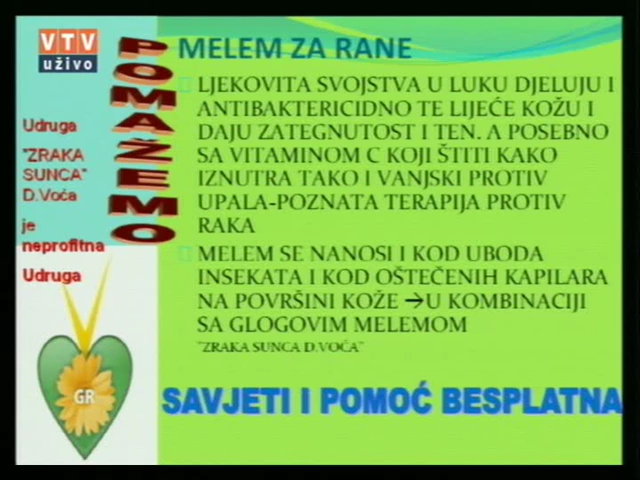 VTV
uživo
POMAŽEMO
Udruga
"ZRAKA
SUNCA"
D.Voća
je
neprofitna
Udruga
GR
MELEM ZA RANE
LJEKOVITA SVOJSTVA U LUKU DJELUJU I
ANTIBAKTERICIDNO TE LIJEĆE KOŽU I
DAJU ZATEGNUTOST I TEN. A POSEBNO
SA VITAMINOM C KOJI ŠTITI KAKO
IZNUTRA TAKO I VANJSKI PROTIV
UPALA-POZNATA TERAPIJA PROTIV
RAKA
MELEM SE NANOSI I KOD UBODA
INSEKATA I KOD OŠTEČENIH KAPILARA
NA POVRŠINI KOŽE →U KOMBINACIJI
SA GLOGOVIM MELEMOM
"ZRAKA SUNCA D.VOĆA"
SAVJETI I POMOĆ BESPLATNA